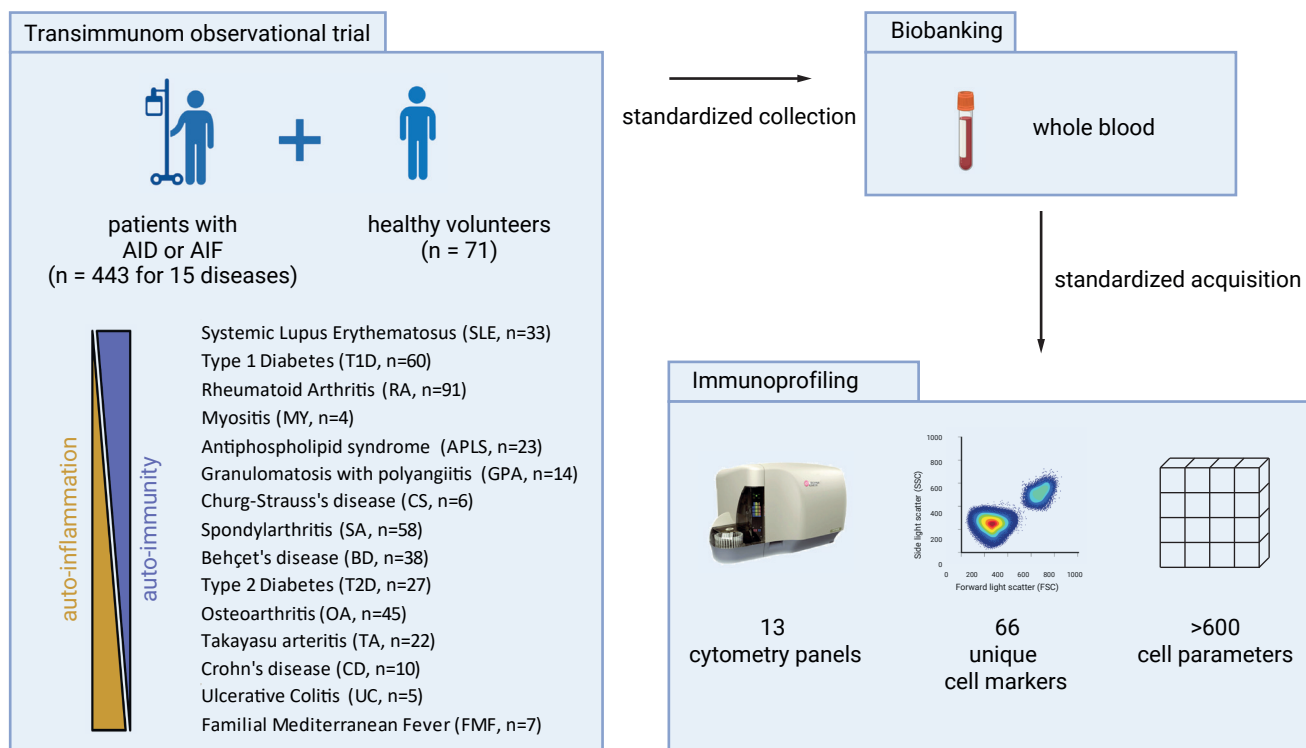 Transimmunom observational trial
patients with
AID or AIF
(n = 443 for 15 diseases)
healthy volunteers
(n = 71)
auto-inflammation
auto-immunity
Systemic Lupus Erythematosus (SLE, n=33)
Type 1 Diabetes (T1D, n=60)
Rheumatoid Arthritis (RA, n=91)
Myositis (MY, n=4)
Antiphospholipid syndrome (APLS, n=23)
Granulomatosis with polyangiitis (GPA, n=14)
Churg-Strauss's disease (CS, n=6)
Spondylarthritis (SA, n=58)
Behçet's disease (BD, n=38)
Type 2 Diabetes (T2D, n=27)
Osteoarthritis (OA, n=45)
Takayasu arteritis (TA, n=22)
Crohn's disease (CD, n=10)
Ulcerative Colitis (UC, n=5)
Familial Mediterranean Fever (FMF, n=7)
standardized collection
Biobanking
whole blood
standardized acquisition
Immunoprofiling
13
cytometry panels
Side light scatter (SSC)
1000
800
600
400
200
0
200 400 600 800 1000
Forward light scatter (FSC)
66
unique
cell markers
>600
cell parameters